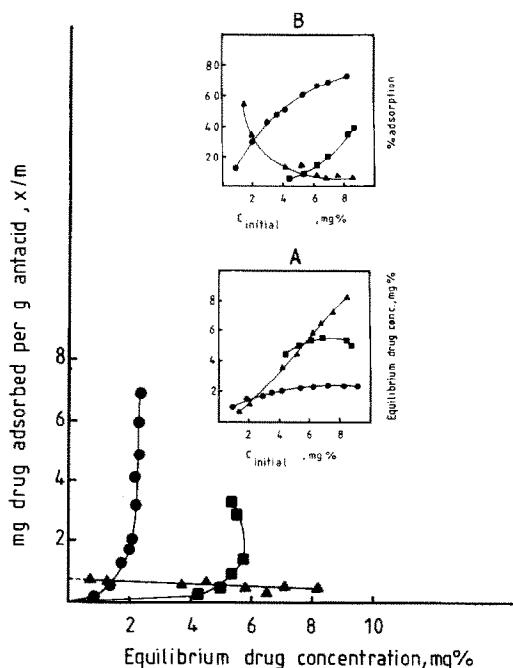 B
80
60
40
20
% adsorption
2 4 6 8
C initial , mg%
A
8
6
4
2
Equilibrium drug conc., mg %
2 4 6 8
C initial , mg%
mg drug adsorbed per g antacid , x/m
8
6
4
2
2 4 6 8 10
Equilibrium drug concentration, mg%